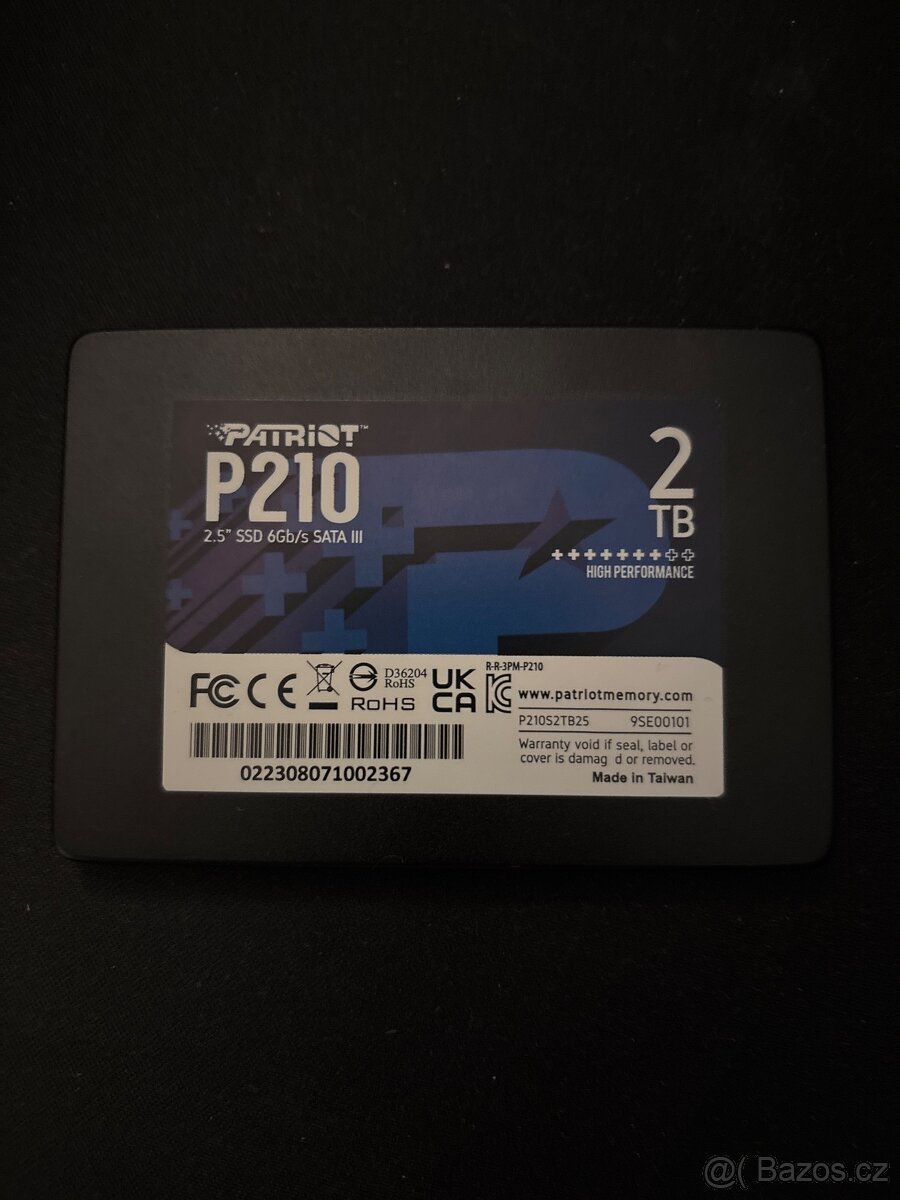 PATRIOT™
P210
2.5" SSD 6Gb/s SATA III
2
TB
HIGH PERFORMANCE
FC CE
D36204
RoHS
RoHS
UK
CA
R-R-3PM-P210
www.patriotmemory.com
P210S2TB25 9SE00101
Warranty void if seal, label or
cover is damag d or removed.
Made in Taiwan
022308071002367
@( Bazos.cz